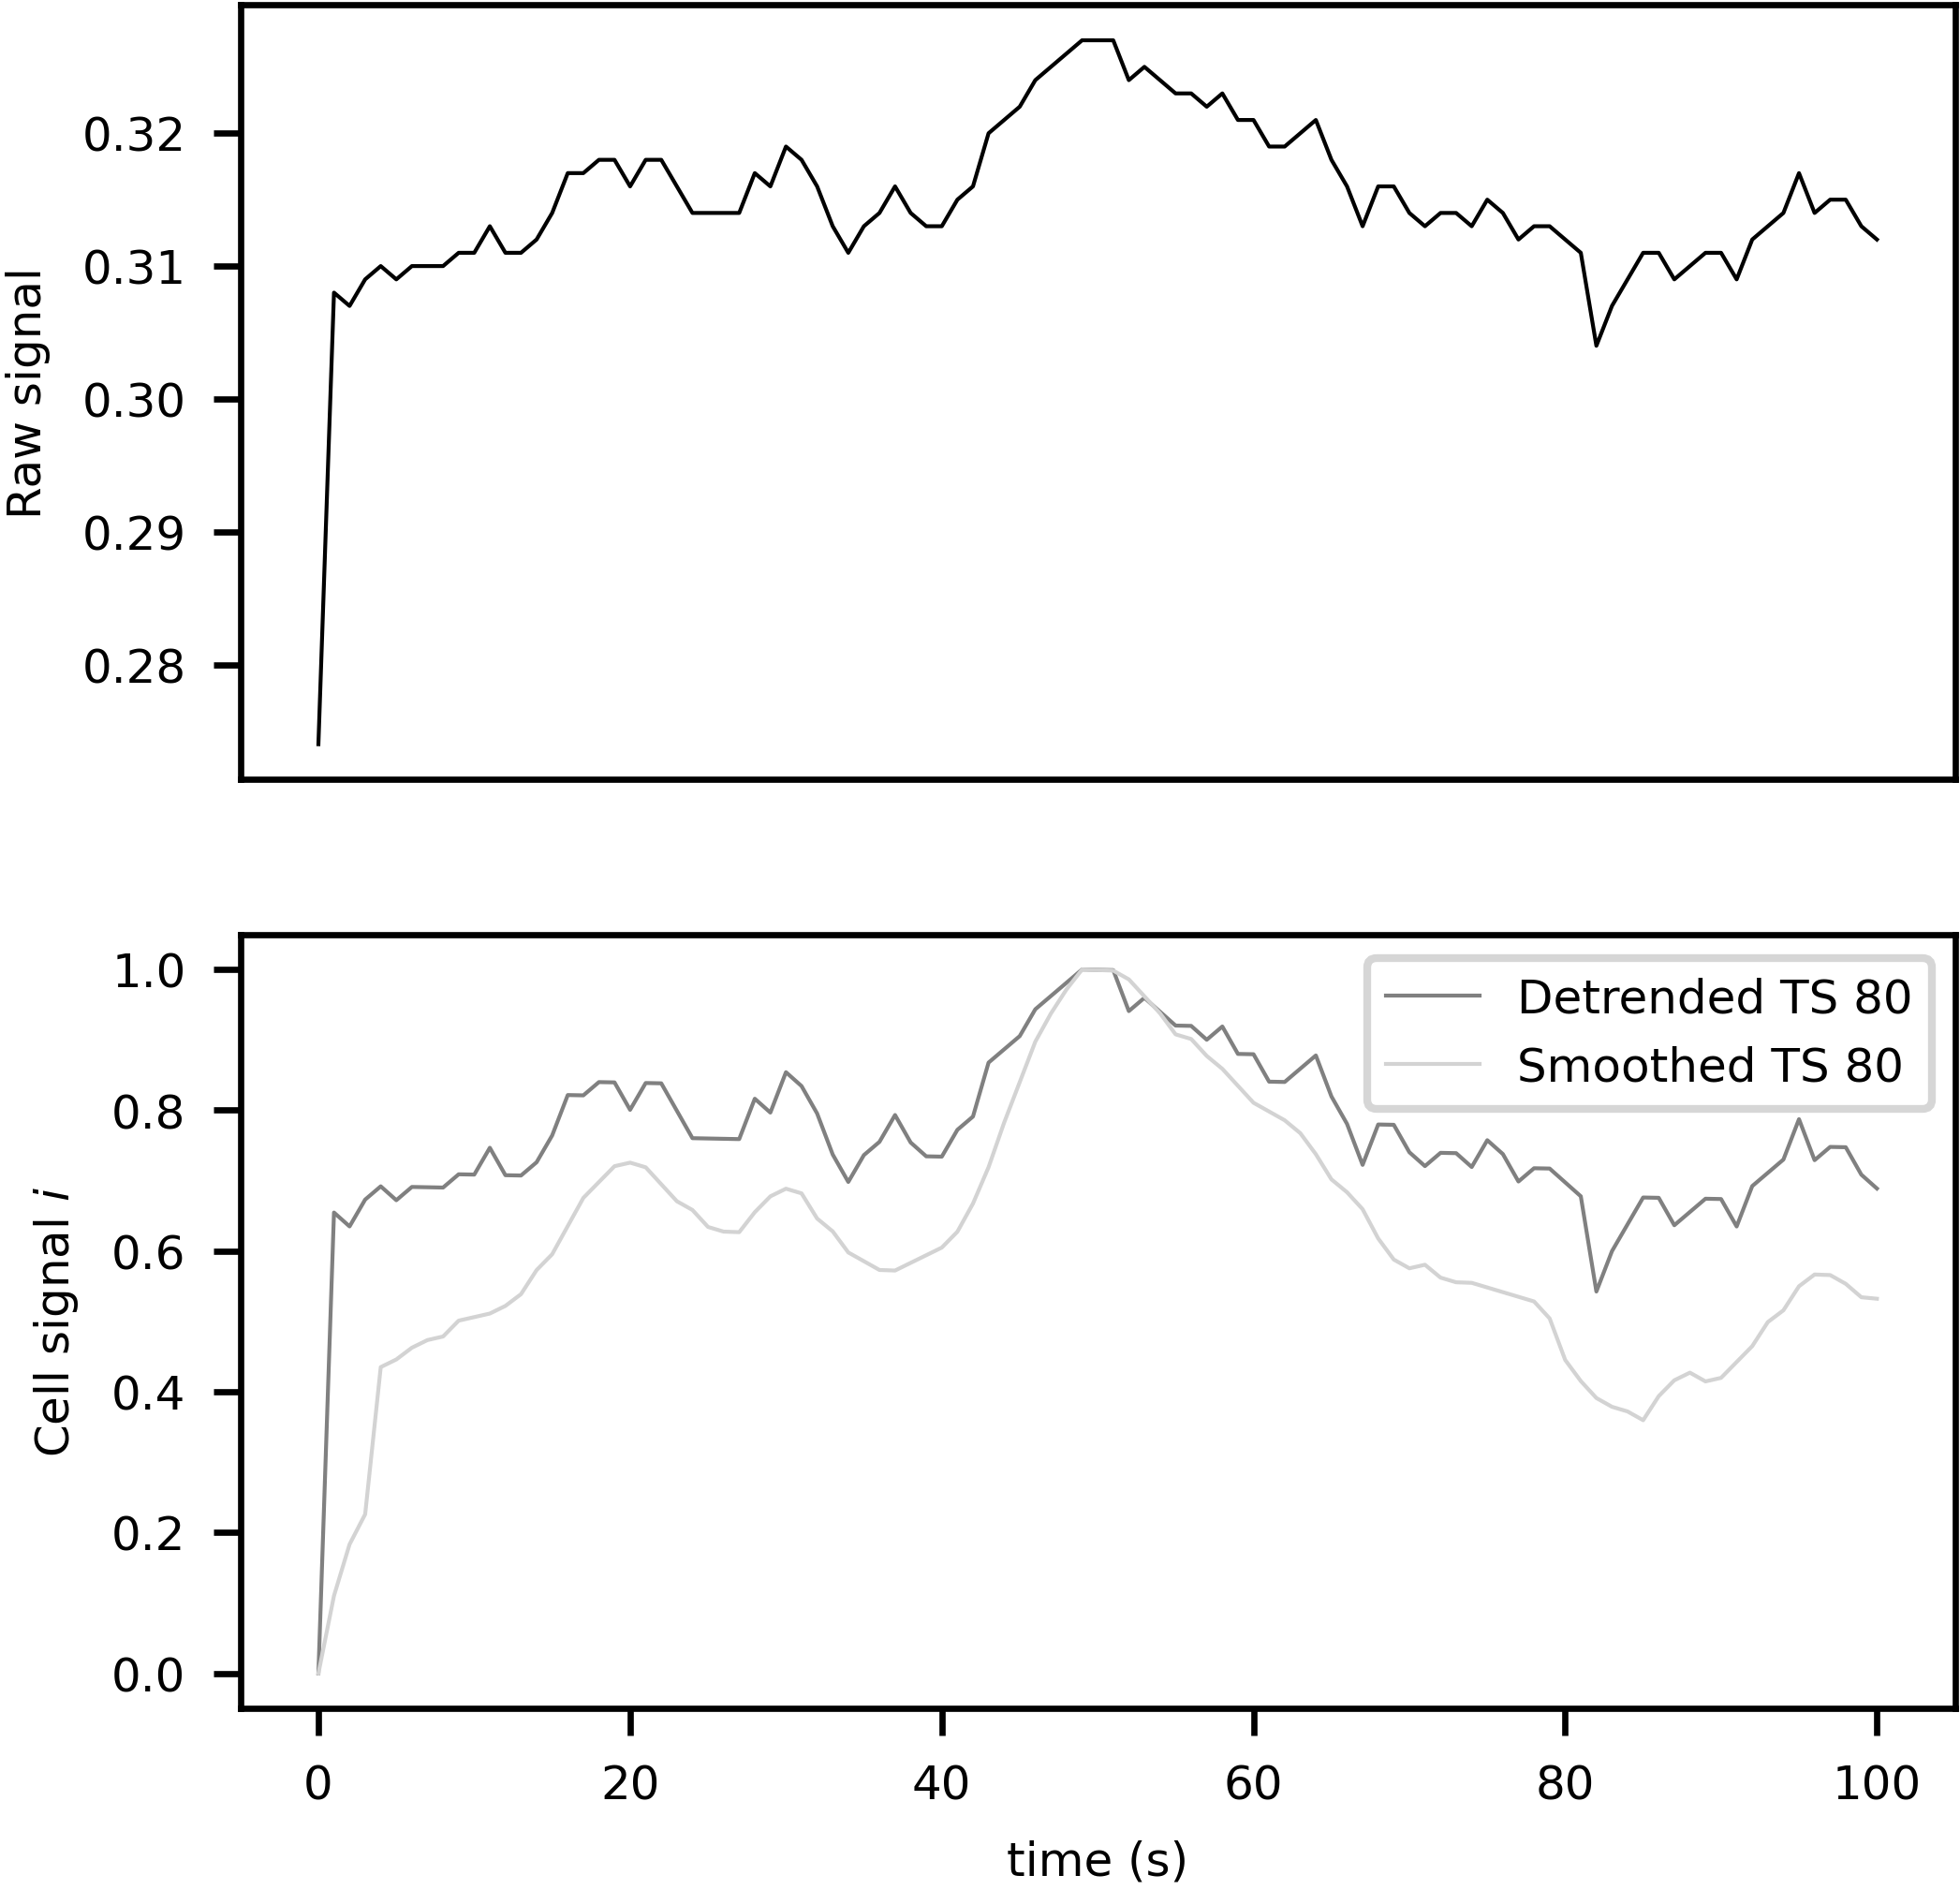 Raw signal
0.32
0.31
0.30
0.29
0.28
Cell signal i
1.0
0.8
0.6
0.4
0.2
0.0
Detrended TS 80
Smoothed TS 80
0 20 40 60 80 100
time (s)